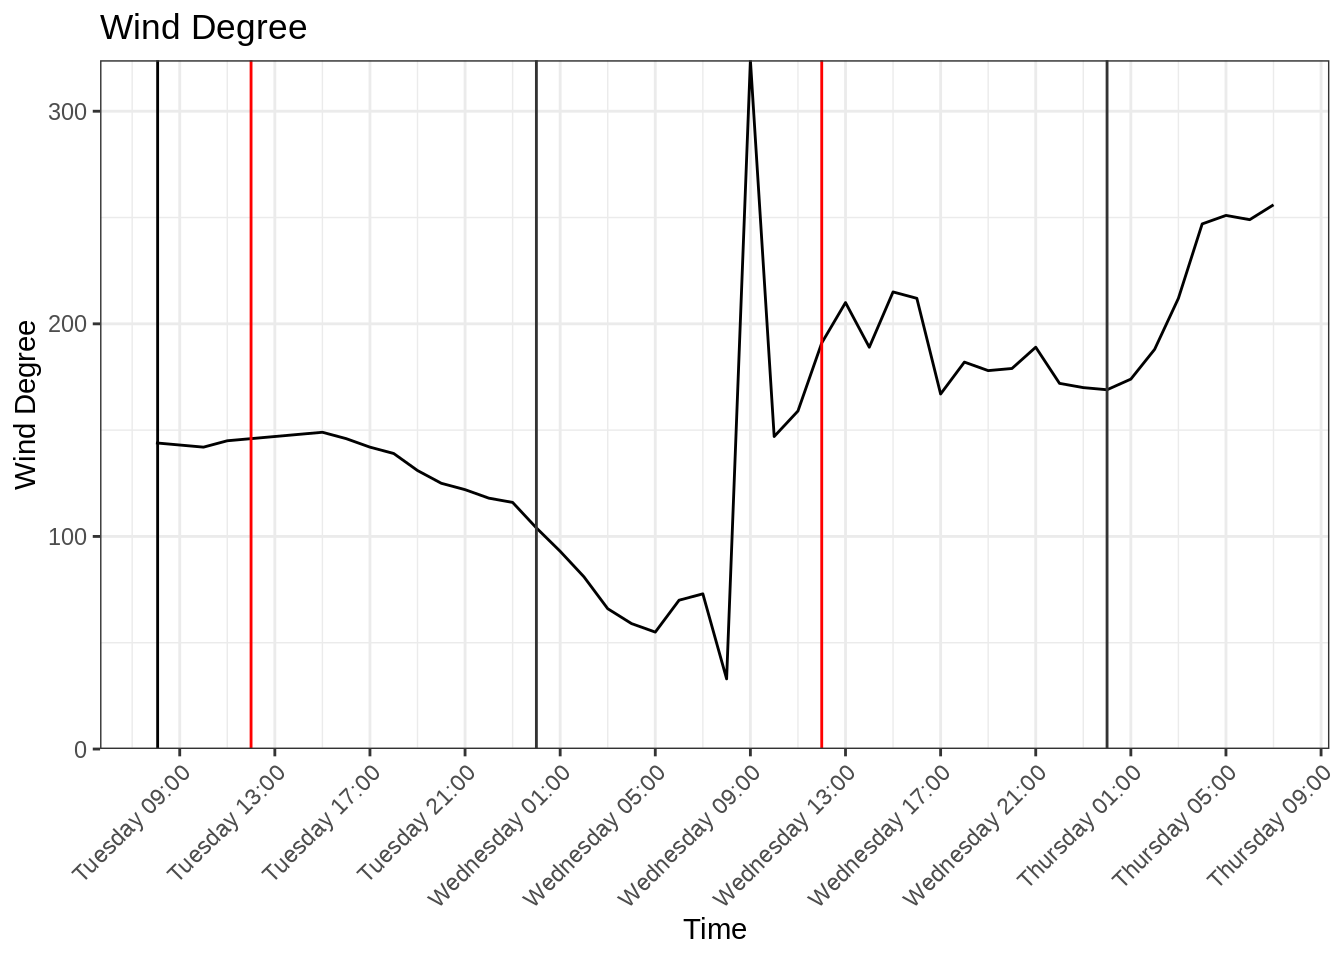 Wind Degree
Wind Degree
300
200
100
0
Tuesday 09:00
Tuesday 13:00
Tuesday 17:00
Tuesday 21:00
Wednesday 01:00
Wednesday 05:00
Wednesday 09:00
Wednesday 13:00
Wednesday 17:00
Wednesday 21:00
Thursday 01:00
Thursday 05:00
Thursday 09:00
Time